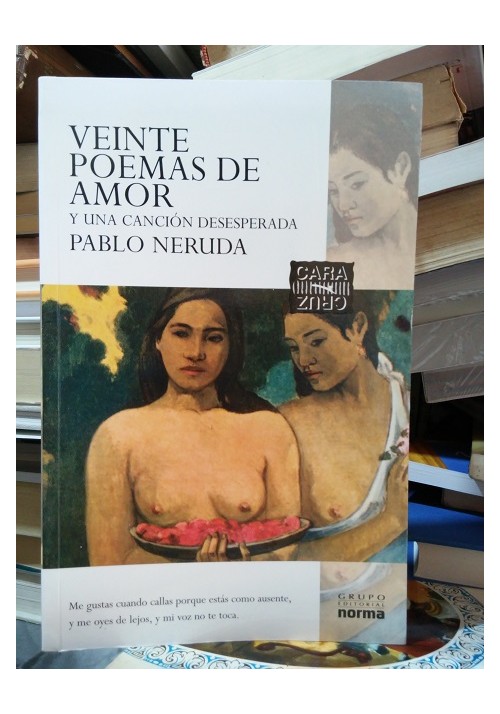 VEINTE
POEMAS DE
AMOR
Y UNA CANCIÓN DESESPERADA
PABLO NERUDA
CARA
CRUZ
Me gustas cuando callas porque estás como ausente,
y me oyes de lejos, y mi voz no te toca.
GRUPO
EDITORIAL
norma